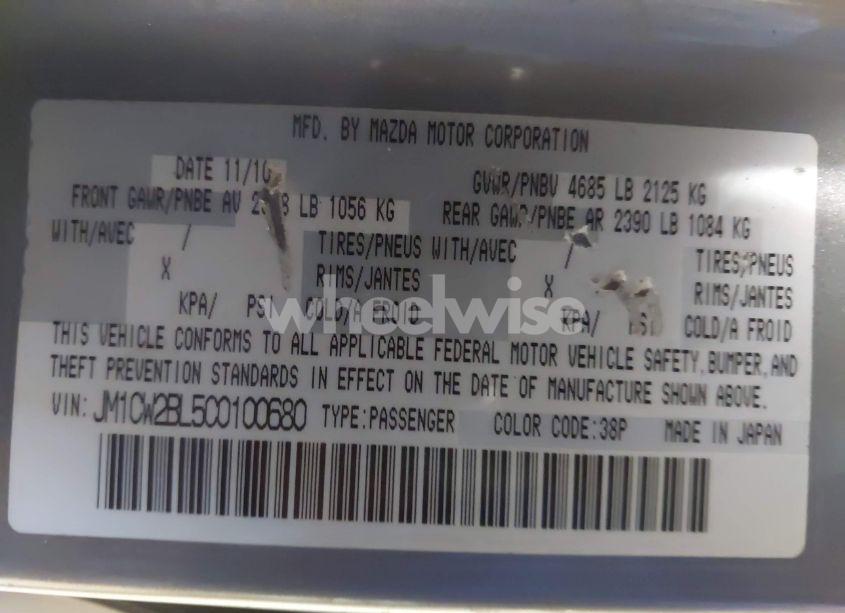 MFD. BY MAZDA MOTOR CORPORATION
DATE 11/10 GVWR/PNBV 4685 LB 2125 KG
FRONT GAWR/PNBE AV LB 1056 KG REAR GAWR/PNBE AR 2390 LB 1084 KG
WITH/AVEC / TIRES/PNEUS WITH/AVEC / TIRES/PNEUS
X RIMS/JANTES X RIMS/JANTES
KPA/ PSI COLD/A FROID KPA/ PSI COLD/A FROID
wheelwise
THIS VEHICLE CONFORMS TO ALL APPLICABLE FEDERAL MOTOR VEHICLE SAFETY, BUMPER, AND
THEFT PREVENTION STANDARDS IN EFFECT ON THE DATE OF MANUFACTURE SHOWN ABOVE.
VIN: JM1CW2BL5C0100680 TYPE:PASSENGER COLOR CODE:38P MADE IN JAPAN